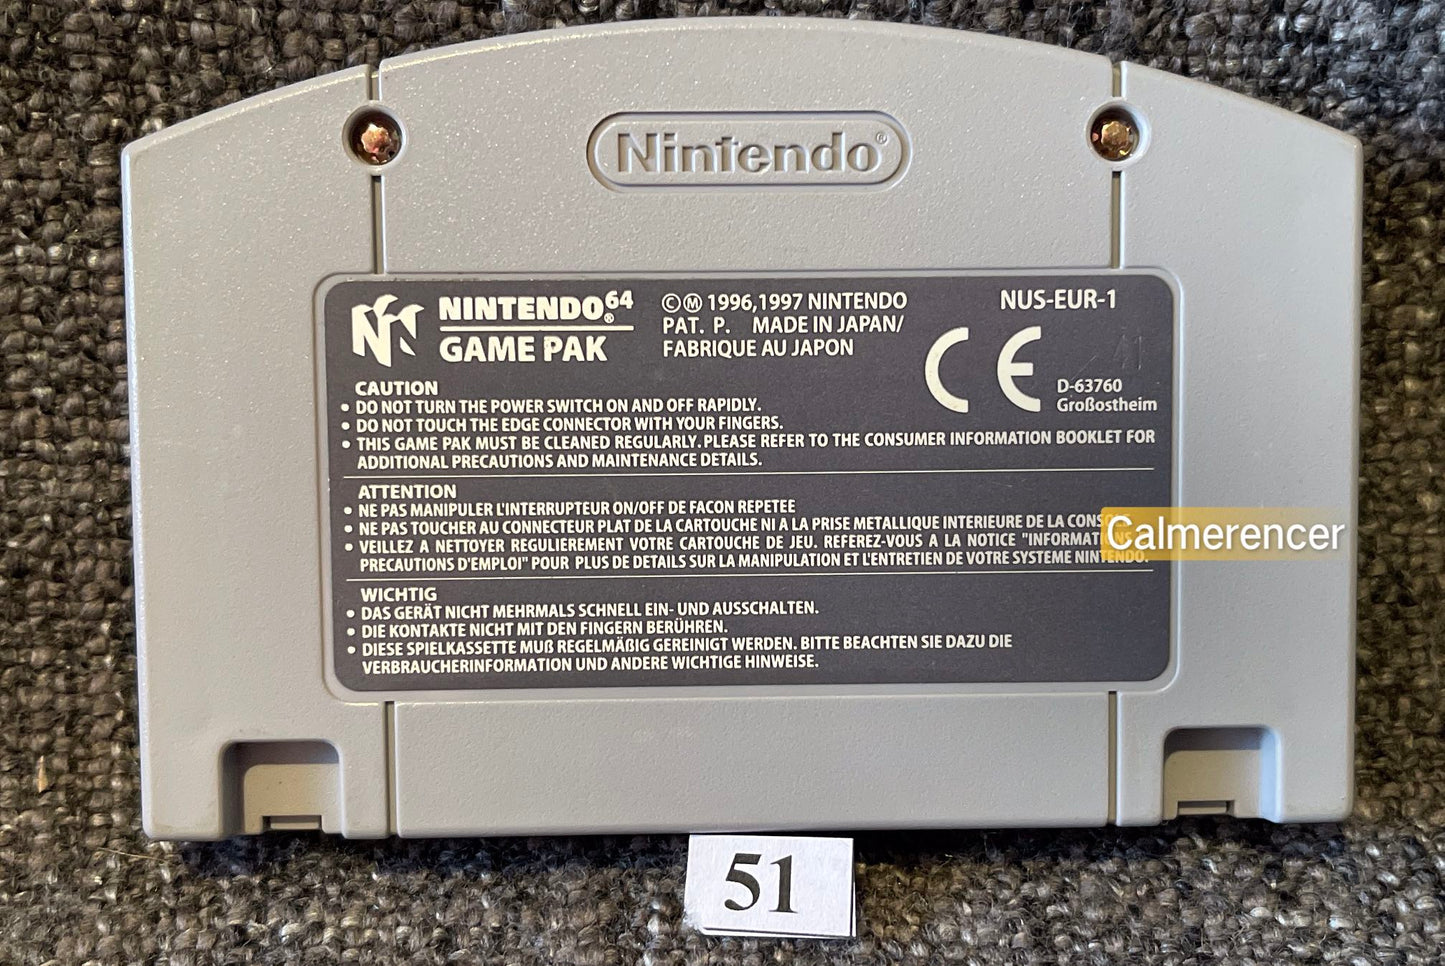 Nintendo®
NINTENDO64®
GAME PAK
©Ⓜ 1996,1997 NINTENDO
PAT. P. MADE IN JAPAN/
FABRIQUE AU JAPON
NUS-EUR-1
CE
41
D-63760
Großostheim
CAUTION
• DO NOT TURN THE POWER SWITCH ON AND OFF RAPIDLY.
• DO NOT TOUCH THE EDGE CONNECTOR WITH YOUR FINGERS.
• THIS GAME PAK MUST BE CLEANED REGULARLY. PLEASE REFER TO THE CONSUMER INFORMATION BOOKLET FOR
ADDITIONAL PRECAUTIONS AND MAINTENANCE DETAILS.
ATTENTION
• NE PAS MANIPULER L'INTERRUPTEUR ON/OFF DE FACON REPETEE
• NE PAS TOUCHER AU CONNECTEUR PLAT DE LA CARTOUCHE NI A LA PRISE METALLIQUE INTERIEURE DE LA
• VEILLEZ A NETTOYER REGULIEREMENT VOTRE CARTOUCHE DE JEU. REFEREZ-VOUS A LA NOTICE
PRECAUTIONS D'EMPLOI" POUR PLUS DE DETAILS SUR LA MANIPULATION ET L'ENTRETIEN DE VOTRE SYSTEME NINTENDO.
Calmerencer
WICHTIG
• DAS GERÄT NICHT MEHRMALS SCHNELL EIN- UND AUSSCHALTEN.
• DIE KONTAKTE NICHT MIT DEN FINGERN BERÜHREN.
• DIESE SPIELKASSETTE MUß REGELMÄßIG GEREINIGT WERDEN. BITTE BEACHTEN SIE DAZU DIE
VERBRAUCHERINFORMATION UND ANDERE WICHTIGE HINWEISE.
51